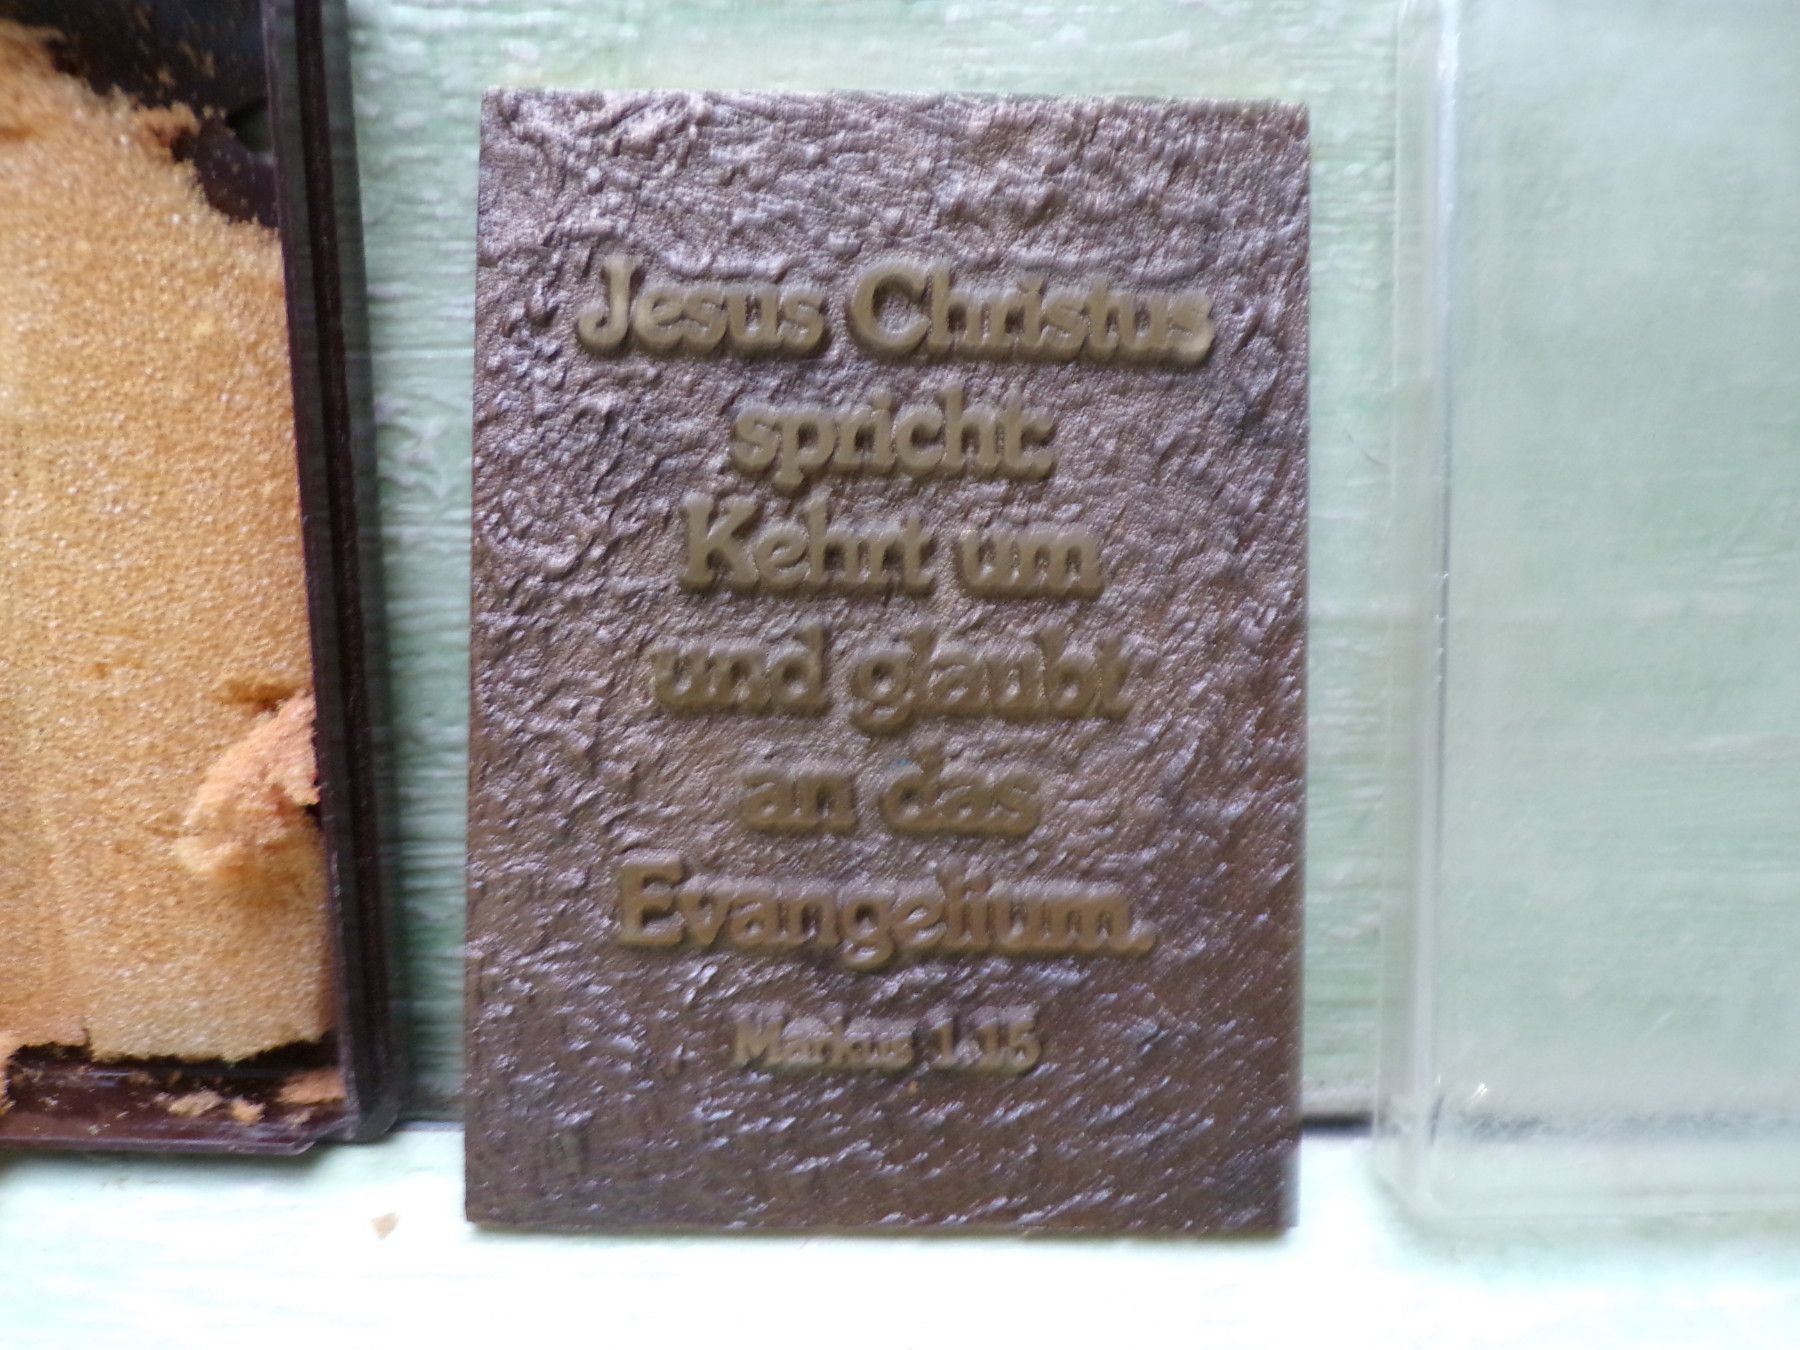 Jesus Christus
spricht:
Kehrt um
und glaubt
an das
Evangelium.
Markus 1,15